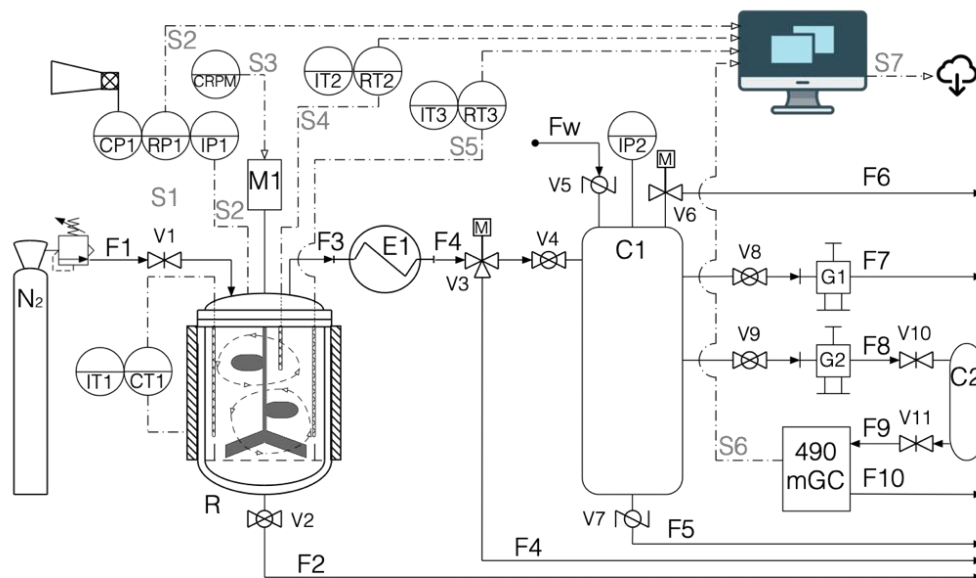 S2
S3
IT2
RT2
S7
CRPM
IT3
RT3
S4
CP1
RP1
IP1
Fw
IP2
S5
M
M1
V5
V6
F6
S1
S2
F1
V1
F3
E1
F4
M
V4
C1
V8
F7
V3
G1
N2
V9
F8
V10
G2
C2
IT1
CT1
F9
V11
S6
490
mGC
F10
R
V2
V7
F5
F4
F2